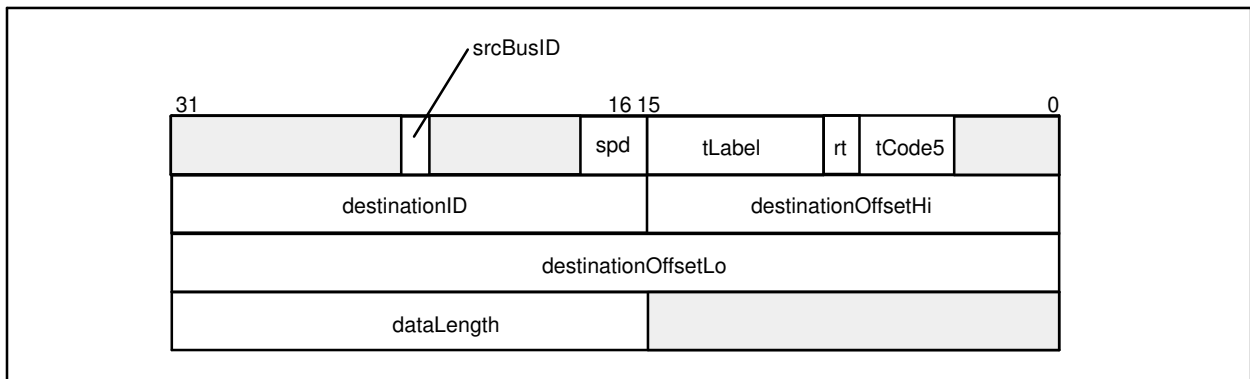 srcBusID
31 16 15 0
spd tLabel rt tCode5
destinationID destinationOffsetHi
destinationOffsetLo
dataLength